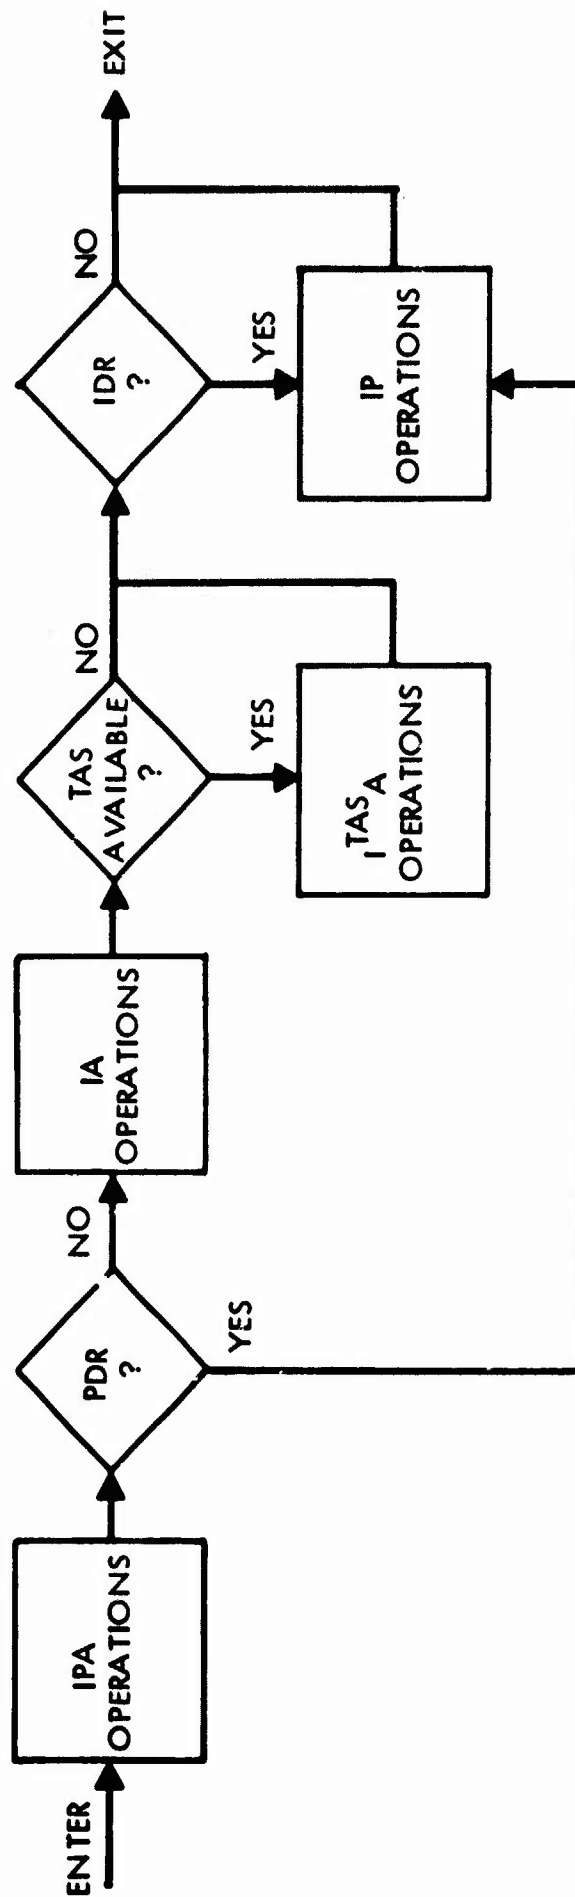 ENTER
IPA
OPERATIONS
PDR
?
NO
YES
IA
OPERATIONS
TAS
AVAILABLE
?
NO
YES
I TAS A
OPERATIONS
IDR
?
NO
YES
IP
OPERATIONS
EXIT